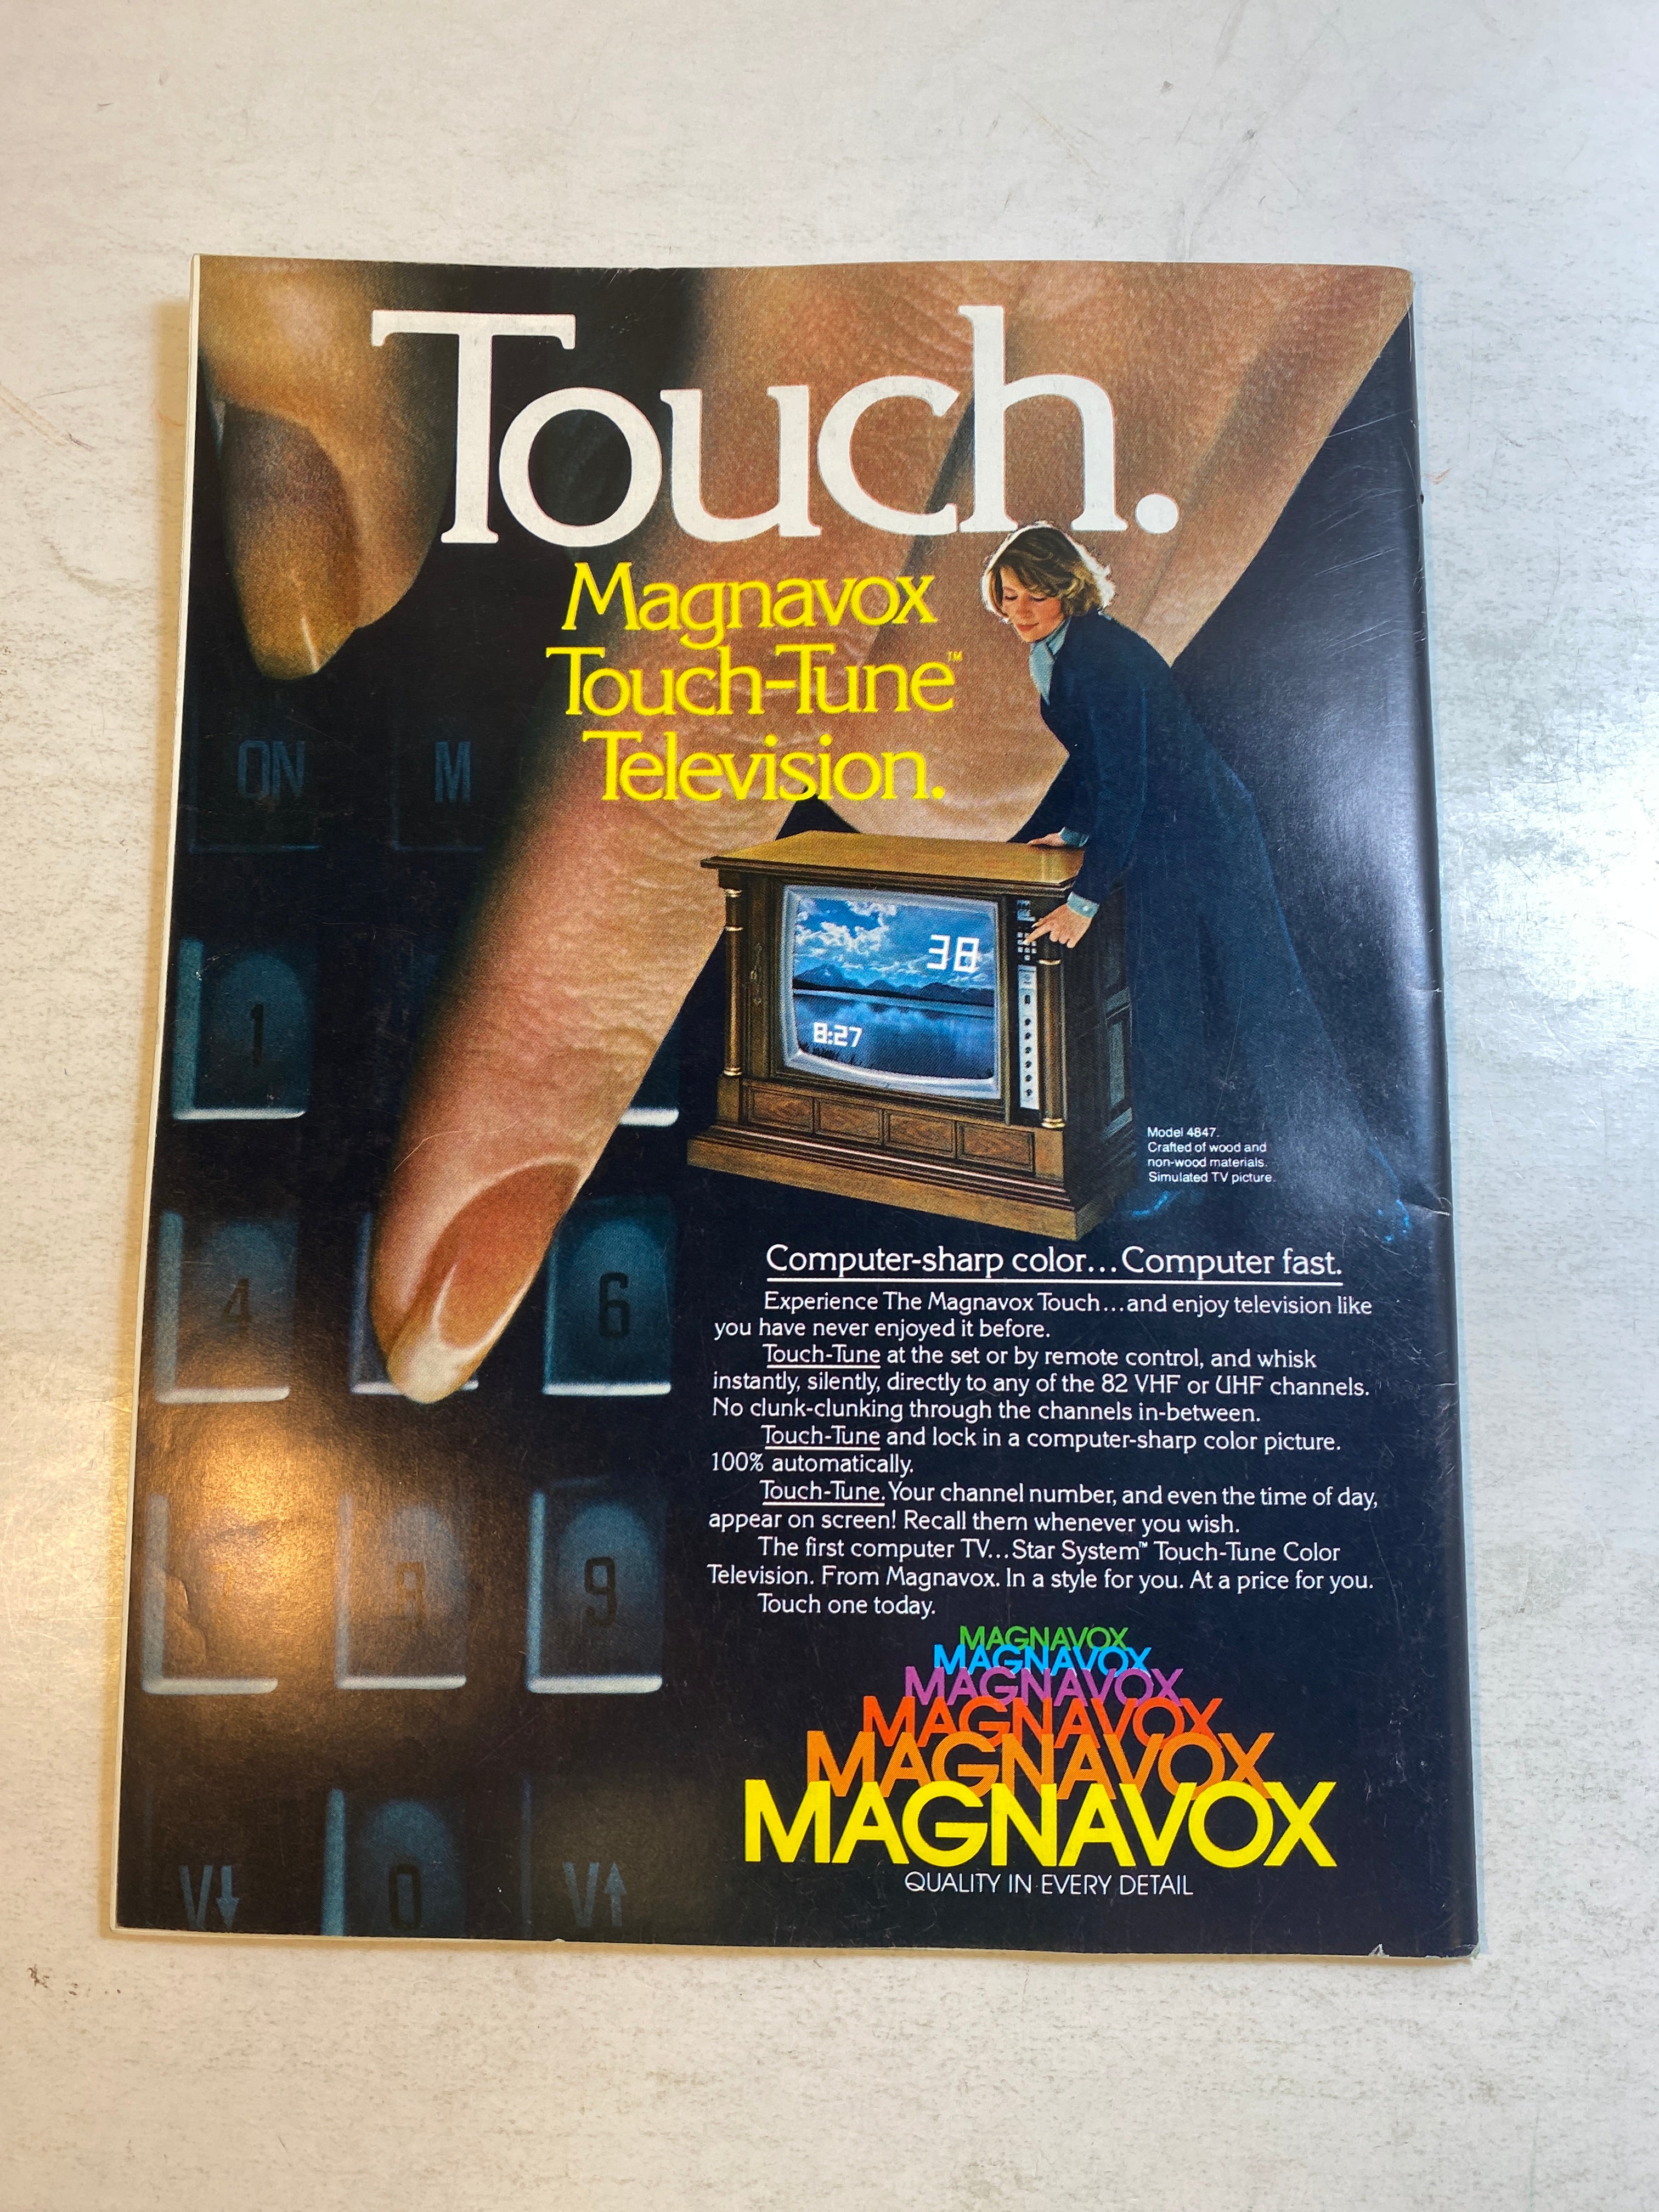 Touch.
Magnavox
Touch-Tune™
Television.
ON M
1
4 6
9
V↓ 0 V↑
38
8:27
Model 4847.
Crafted of wood and
non-wood materials.
Simulated TV picture.
Computer-sharp color...Computer fast.
Experience The Magnavox Touch...and enjoy television like
you have never enjoyed it before.
Touch-Tune at the set or by remote control, and whisk
instantly, silently, directly to any of the 82 VHF or UHF channels.
No clunk-clunking through the channels in-between.
Touch-Tune and lock in a computer-sharp color picture.
100% automatically.
Touch-Tune. Your channel number, and even the time of day,
appear on screen! Recall them whenever you wish.
The first computer TV...Star System™ Touch-Tune Color
Television. From Magnavox. In a style for you. At a price for you.
Touch one today.
MAGNAVOX
MAGNAVOX
MAGNAVOX
MAGNAVOX
MAGNAVOX
MAGNAVOX
QUALITY IN EVERY DETAIL